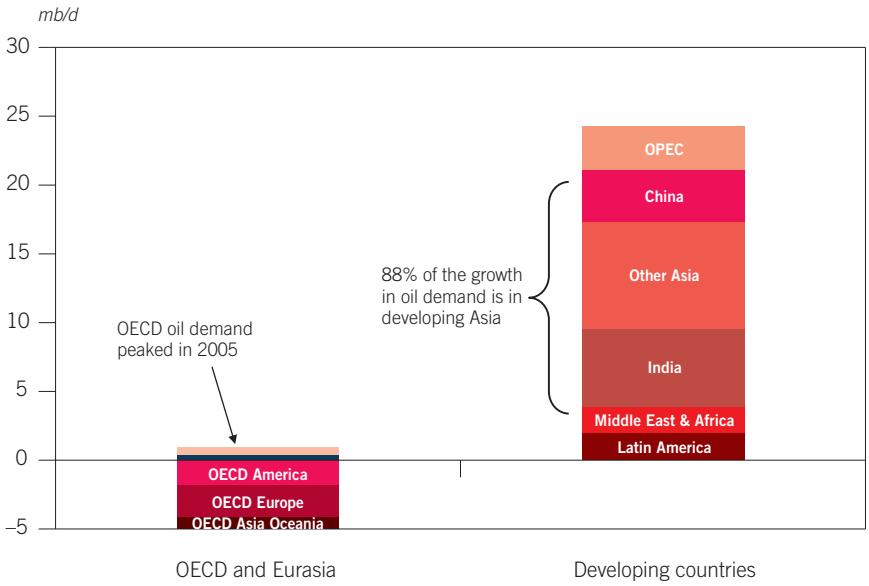 mb/d
30
25
20
15
10
5
0
–5
OECD oil demand
peaked in 2005
OECD America
OECD Europe
OECD Asia Oceania
88% of the growth
in oil demand is in
developing Asia
OPEC
China
Other Asia
India
Middle East & Africa
Latin America
OECD and Eurasia
Developing countries